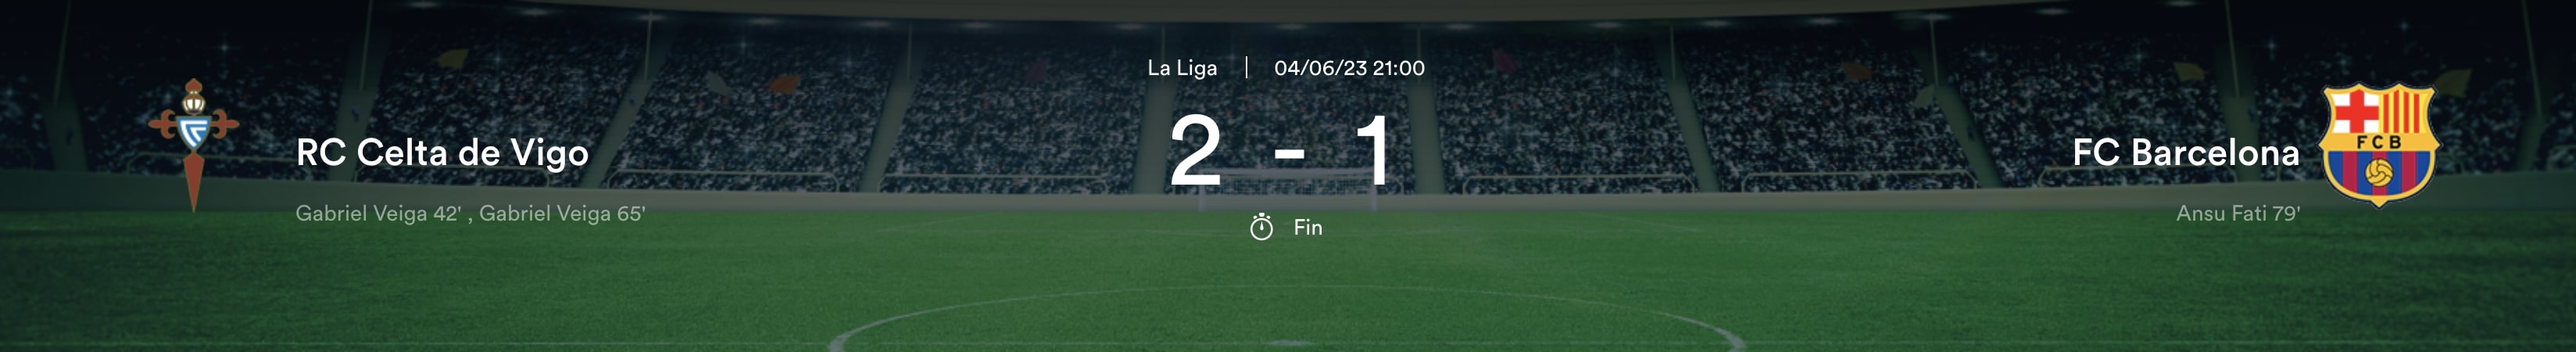 La Liga | 04/06/23 21:00
RC Celta de Vigo
2 - 1
FC Barcelona
FCB
Gabriel Veiga 42' , Gabriel Veiga 65'
Ansu Fati 79'
Fin